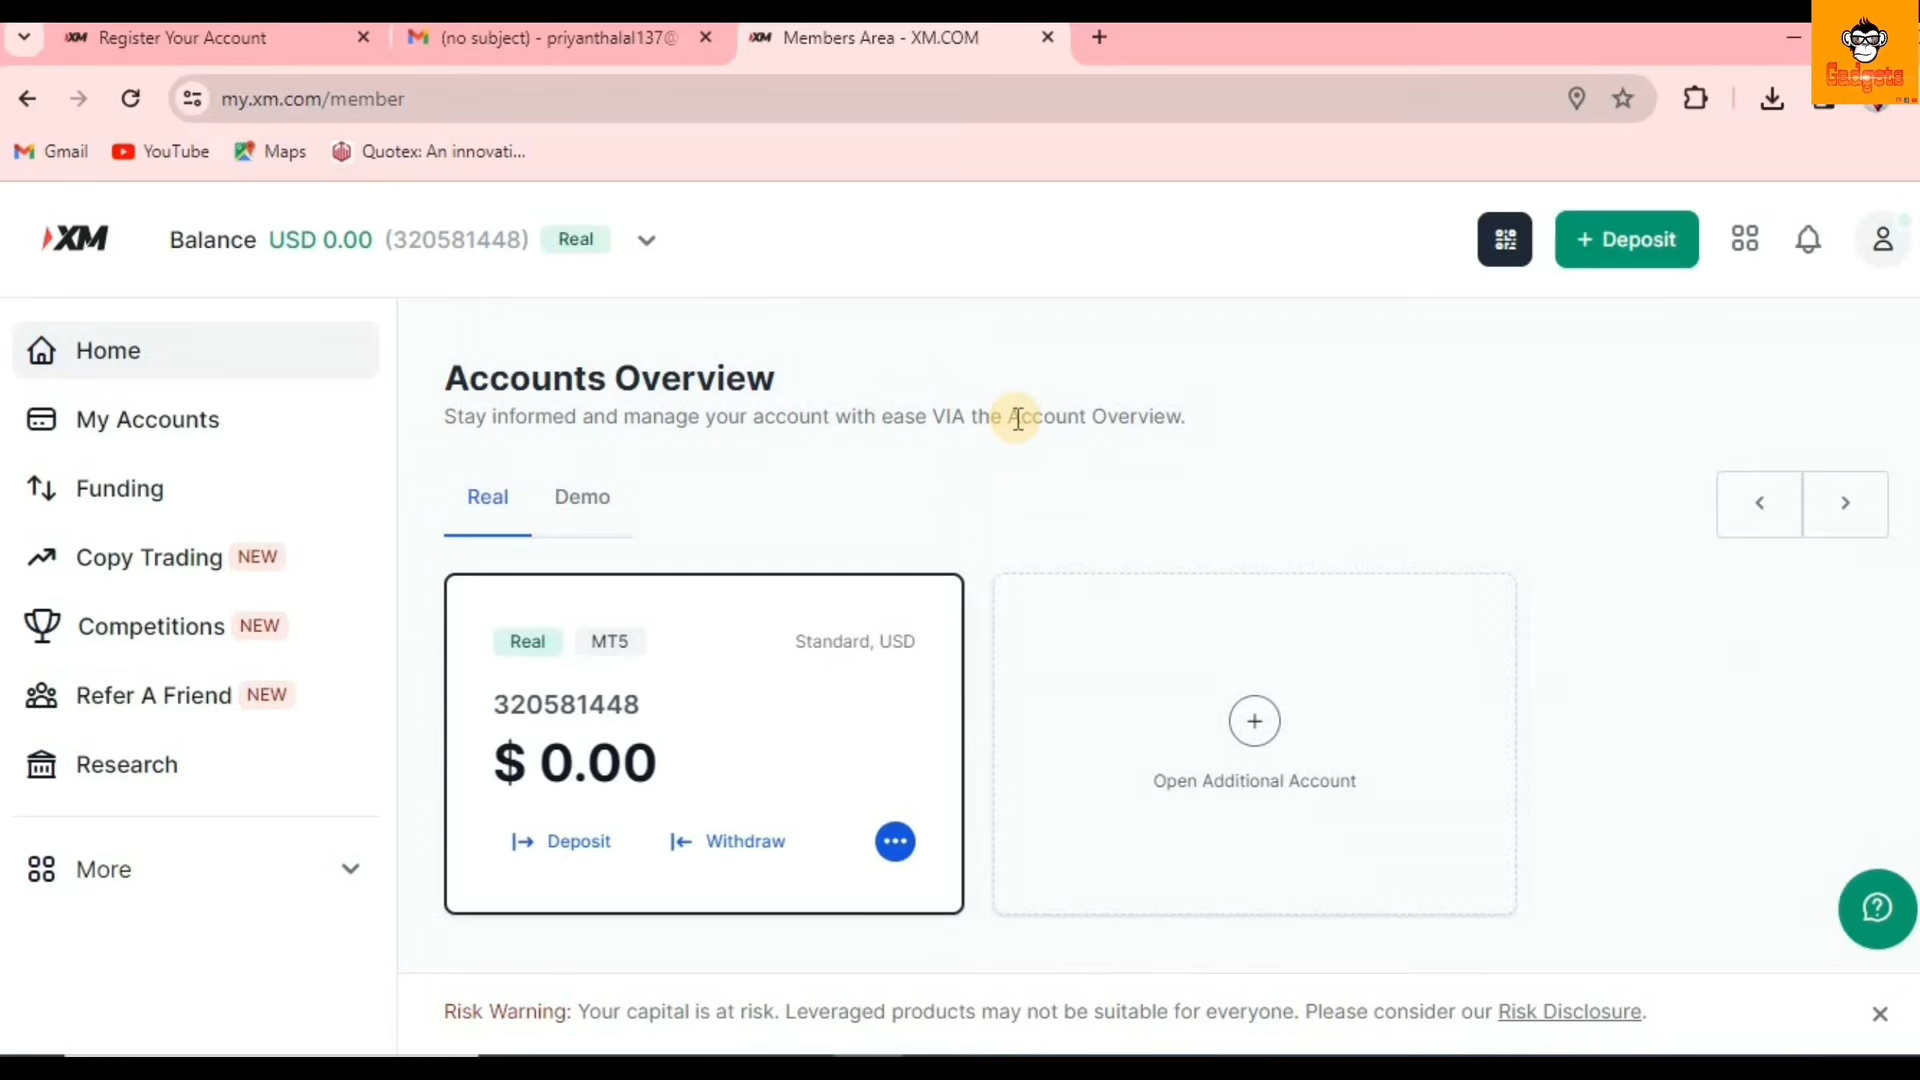 XM Register Your Account
(no subject) - priyanthalal137@
XM Members Area - XM.COM
Gadgets
my.xm.com/member
Gmail
YouTube
Maps
Quotex: An innovati...
XM
Balance USD 0.00 (320581448) Real
+ Deposit
Home
My Accounts
Funding
Copy Trading NEW
Competitions NEW
Refer A Friend NEW
Research
More
Accounts Overview
Stay informed and manage your account with ease VIA the Account Overview.
Real
Demo
Real MT5 Standard, USD
320581448
$ 0.00
Deposit
Withdraw
Open Additional Account
Risk Warning: Your capital is at risk. Leveraged products may not be suitable for everyone. Please consider our Risk Disclosure.